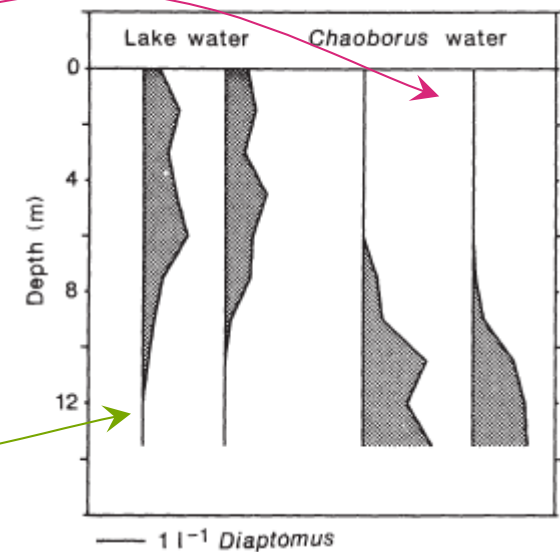 Lake water Chaoborus water
0
4
8
12
Depth (m)
1 l⁻¹ Diaptomus